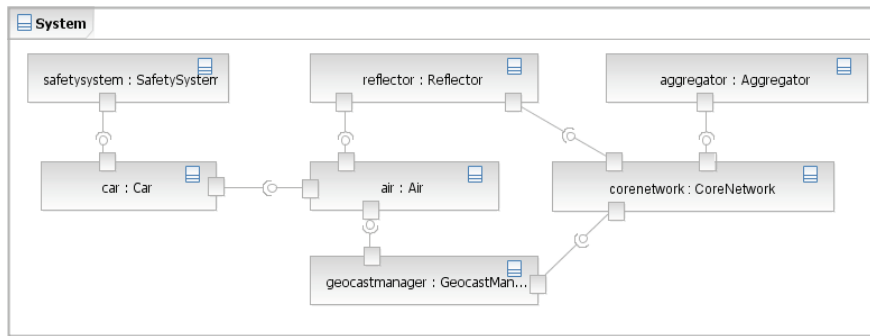 System
safetysystem : SafetySystem
reflector : Reflector
aggregator : Aggregator
car : Car
air : Air
corenetwork : CoreNetwork
geocastmanager : GeocastMan...